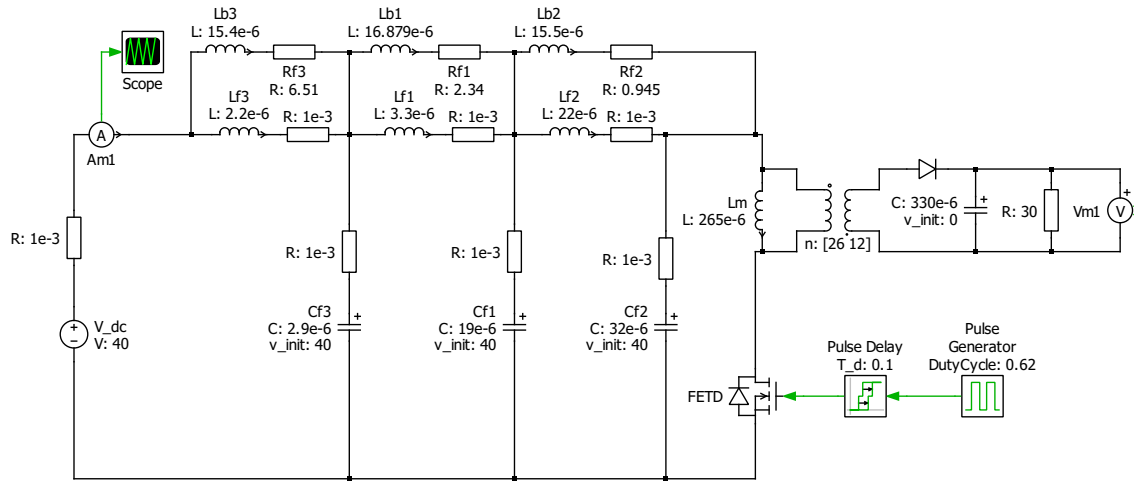 Lb3
L: 15.4e-6
Lb1
L: 16.879e-6
Lb2
L: 15.5e-6
Scope
Rf3
R: 6.51
Rf1
R: 2.34
Rf2
R: 0.945
Lf3
L: 2.2e-6
R: 1e-3
Lf1
L: 3.3e-6
R: 1e-3
Lf2
L: 22e-6
R: 1e-3
A
Am1
R: 1e-3
V_dc
V: 40
R: 1e-3
Cf3
C: 2.9e-6
v_init: 40
R: 1e-3
Cf1
C: 19e-6
v_init: 40
R: 1e-3
Cf2
C: 32e-6
v_init: 40
Lm
L: 265e-6
n: [26 12]
C: 330e-6
v_init: 0
R: 30
Vm1
V
FETD
Pulse Delay
T_d: 0.1
Pulse
Generator
DutyCycle: 0.62